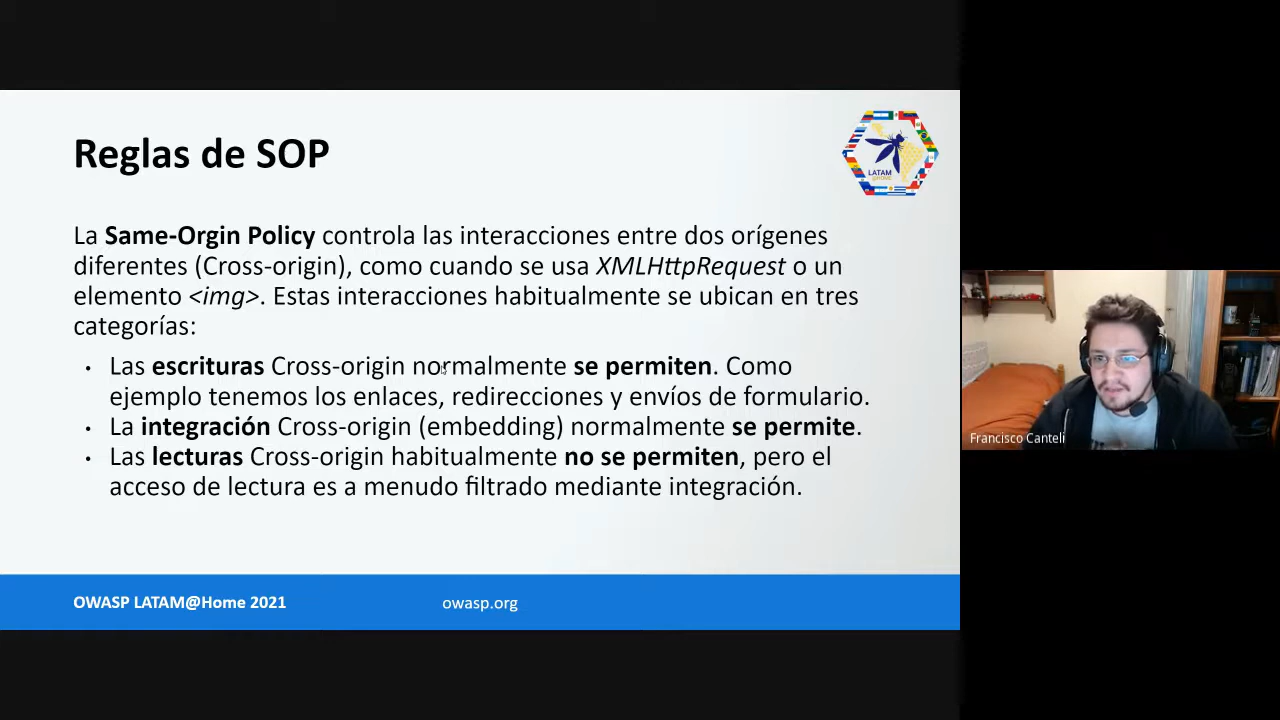 Reglas de SOP
LATAM
@HOME
La Same-Orgin Policy controla las interacciones entre dos orígenes
diferentes (Cross-origin), como cuando se usa XMLHttpRequest o un
elemento <img>. Estas interacciones habitualmente se ubican en tres
categorías:
• Las escrituras Cross-origin normalmente se permiten. Como
ejemplo tenemos los enlaces, redirecciones y envíos de formulario.
• La integración Cross-origin (embedding) normalmente se permite.
• Las lecturas Cross-origin habitualmente no se permiten, pero el
acceso de lectura es a menudo filtrado mediante integración.
Francisco Canteli
OWASP LATAM@Home 2021
owasp.org